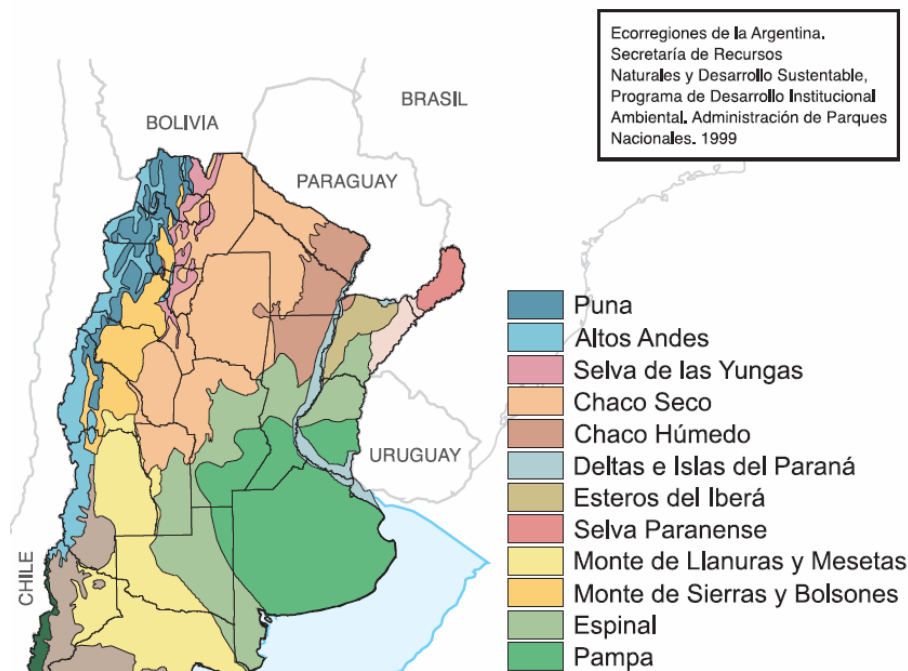 Ecorregiones de la Argentina.
Secretaría de Recursos
Naturales y Desarrollo Sustentable,
Programa de Desarrollo Institucional
Ambiental. Administración de Parques
Nacionales. 1999
BRASIL
BOLIVIA
PARAGUAY
URUGUAY
CHILE
Puna
Altos Andes
Selva de las Yungas
Chaco Seco
Chaco Húmedo
Deltas e Islas del Paraná
Esteros del Iberá
Selva Paranense
Monte de Llanuras y Mesetas
Monte de Sierras y Bolsones
Espinal
Pampa